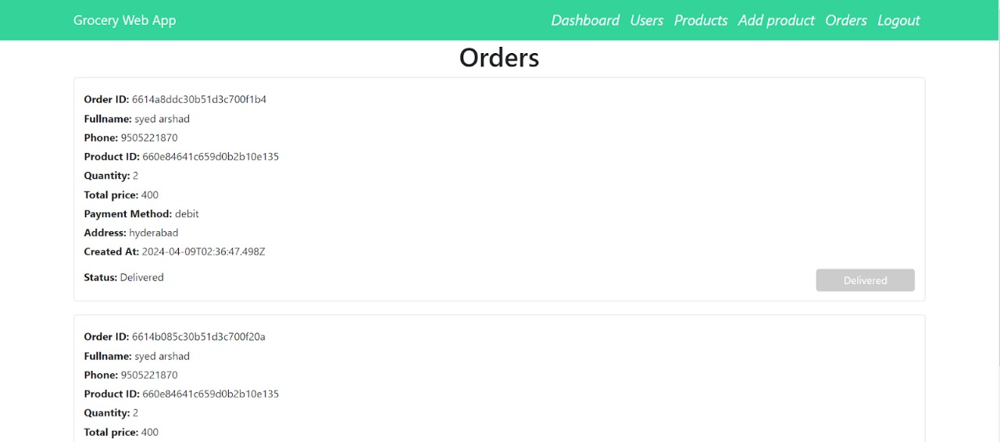 Grocery Web App Dashboard Users Products Add product Orders Logout
Orders
Order ID: 6614a8ddc30b51d3c700f1b4
Fullname: syed arshad
Phone: 9505221870
Product ID: 660e84641c659d0b2b10e135
Quantity: 2
Total price: 400
Payment Method: debit
Address: hyderabad
Created At: 2024-04-09T02:36:47.498Z
Status: Delivered Delivered
Order ID: 6614b085c30b51d3c700f20a
Fullname: syed arshad
Phone: 9505221870
Product ID: 660e84641c659d0b2b10e135
Quantity: 2
Total price: 400